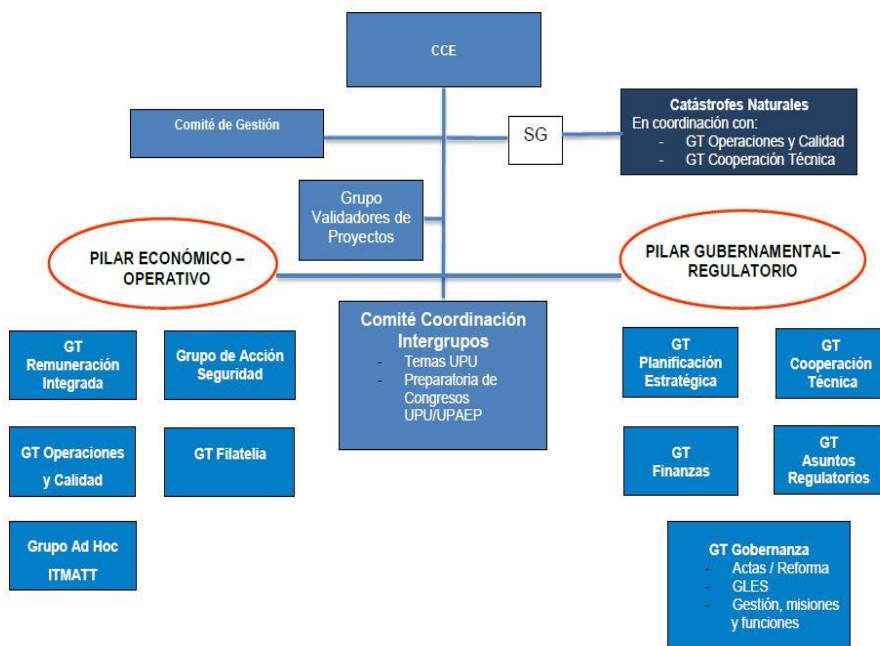 CCE
Comité de Gestión
SG
Catástrofes Naturales
En coordinación con:
- GT Operaciones y Calidad
- GT Cooperación Técnica
Grupo
Validadores de
Proyectos
PILAR ECONÓMICO –
OPERATIVO
PILAR GUBERNAMENTAL–
REGULATORIO
Comité Coordinación
Intergrupos
- Temas UPU
- Preparatoria de
Congresos
UPU/UPAEP
GT
Remuneración
Integrada
Grupo de Acción
Seguridad
GT Operaciones
y Calidad
GT Filatelia
Grupo Ad Hoc
ITMATT
GT
Planificación
Estratégica
GT
Cooperación
Técnica
GT
Finanzas
GT
Asuntos
Regulatorios
GT Gobernanza
- Actas / Reforma
- GLES
- Gestión, misiones
y funciones